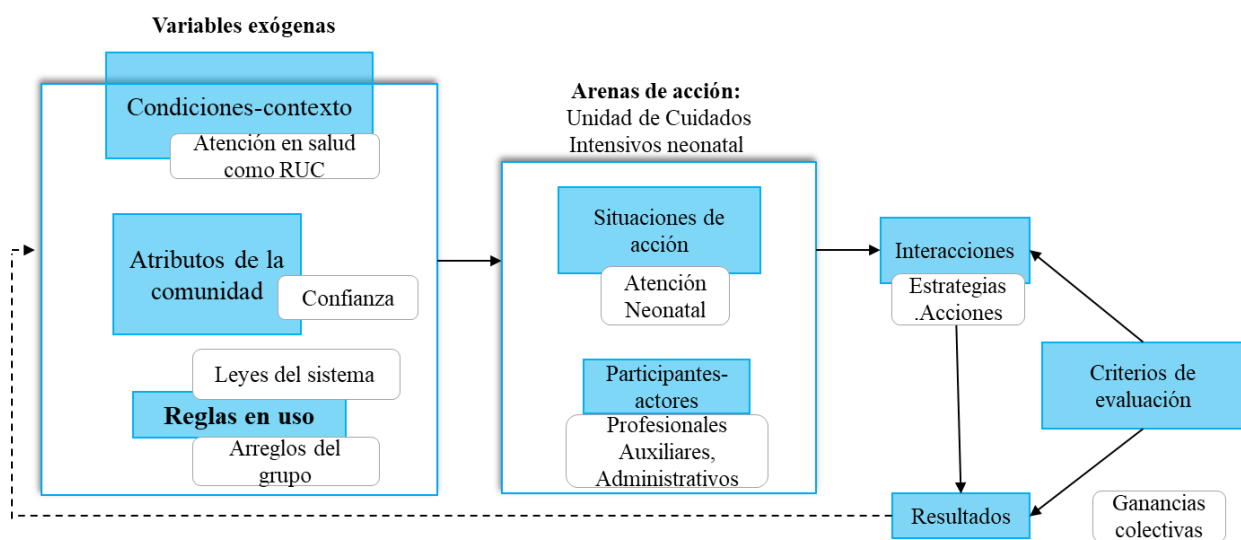 Variables exógenas
Condiciones-contexto
Atención en salud
como RUC
Atributos de la
comunidad
Confianza
Leyes del sistema
Reglas en uso
Arreglos del
grupo
Arenas de acción:
Unidad de Cuidados
Intensivos neonatal
Situaciones de
acción
Atención
Neonatal
Participantes-
actores
Profesionales
Auxiliares,
Administrativos
Interacciones
Estrategias
.Acciones
Criterios de
evaluación
Resultados
Ganancias
colectivas